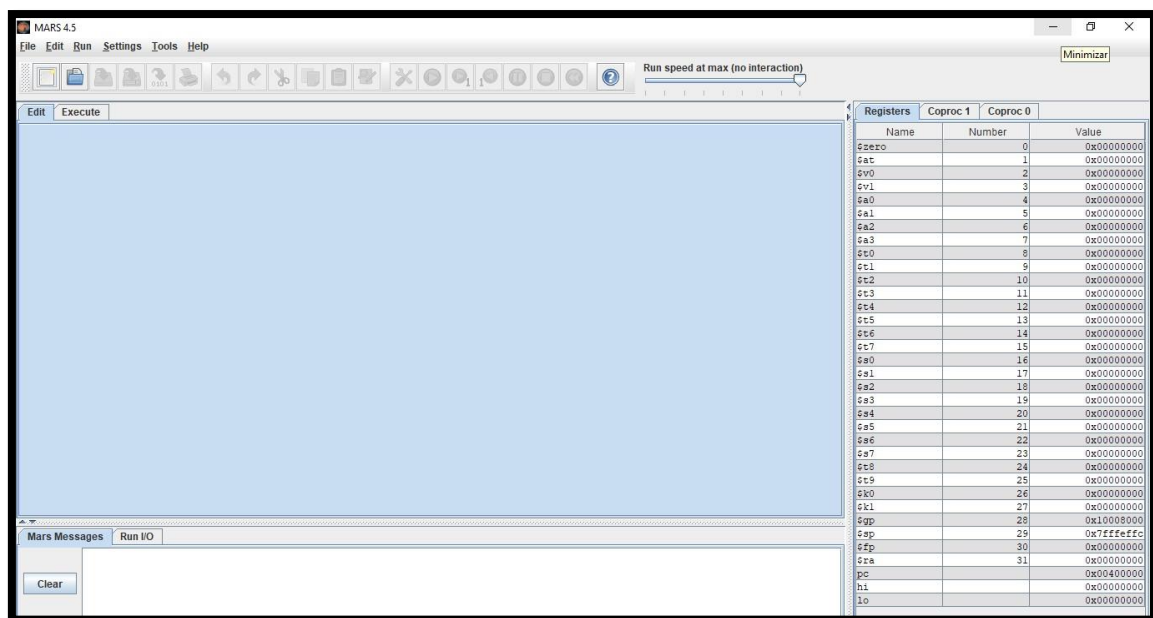 MARS 4.5
File Edit Run Settings Tools Help
Minimizar
Run speed at max (no interaction)
Edit Execute
Registers Coproc 1 Coproc 0
Name Number Value
$zero 0 0x00000000
$at 1 0x00000000
$v0 2 0x00000000
$v1 3 0x00000000
$a0 4 0x00000000
$a1 5 0x00000000
$a2 6 0x00000000
$a3 7 0x00000000
$t0 8 0x00000000
$t1 9 0x00000000
$t2 10 0x00000000
$t3 11 0x00000000
$t4 12 0x00000000
$t5 13 0x00000000
$t6 14 0x00000000
$t7 15 0x00000000
$s0 16 0x00000000
$s1 17 0x00000000
$s2 18 0x00000000
$s3 19 0x00000000
$s4 20 0x00000000
$s5 21 0x00000000
$s6 22 0x00000000
$s7 23 0x00000000
$t8 24 0x00000000
$t9 25 0x00000000
$k0 26 0x00000000
$k1 27 0x00000000
$gp 28 0x10008000
$sp 29 0x7fffeffc
$fp 30 0x00000000
$ra 31 0x00000000
pc 0x00400000
hi 0x00000000
lo 0x00000000
Mars Messages Run I/O
Clear